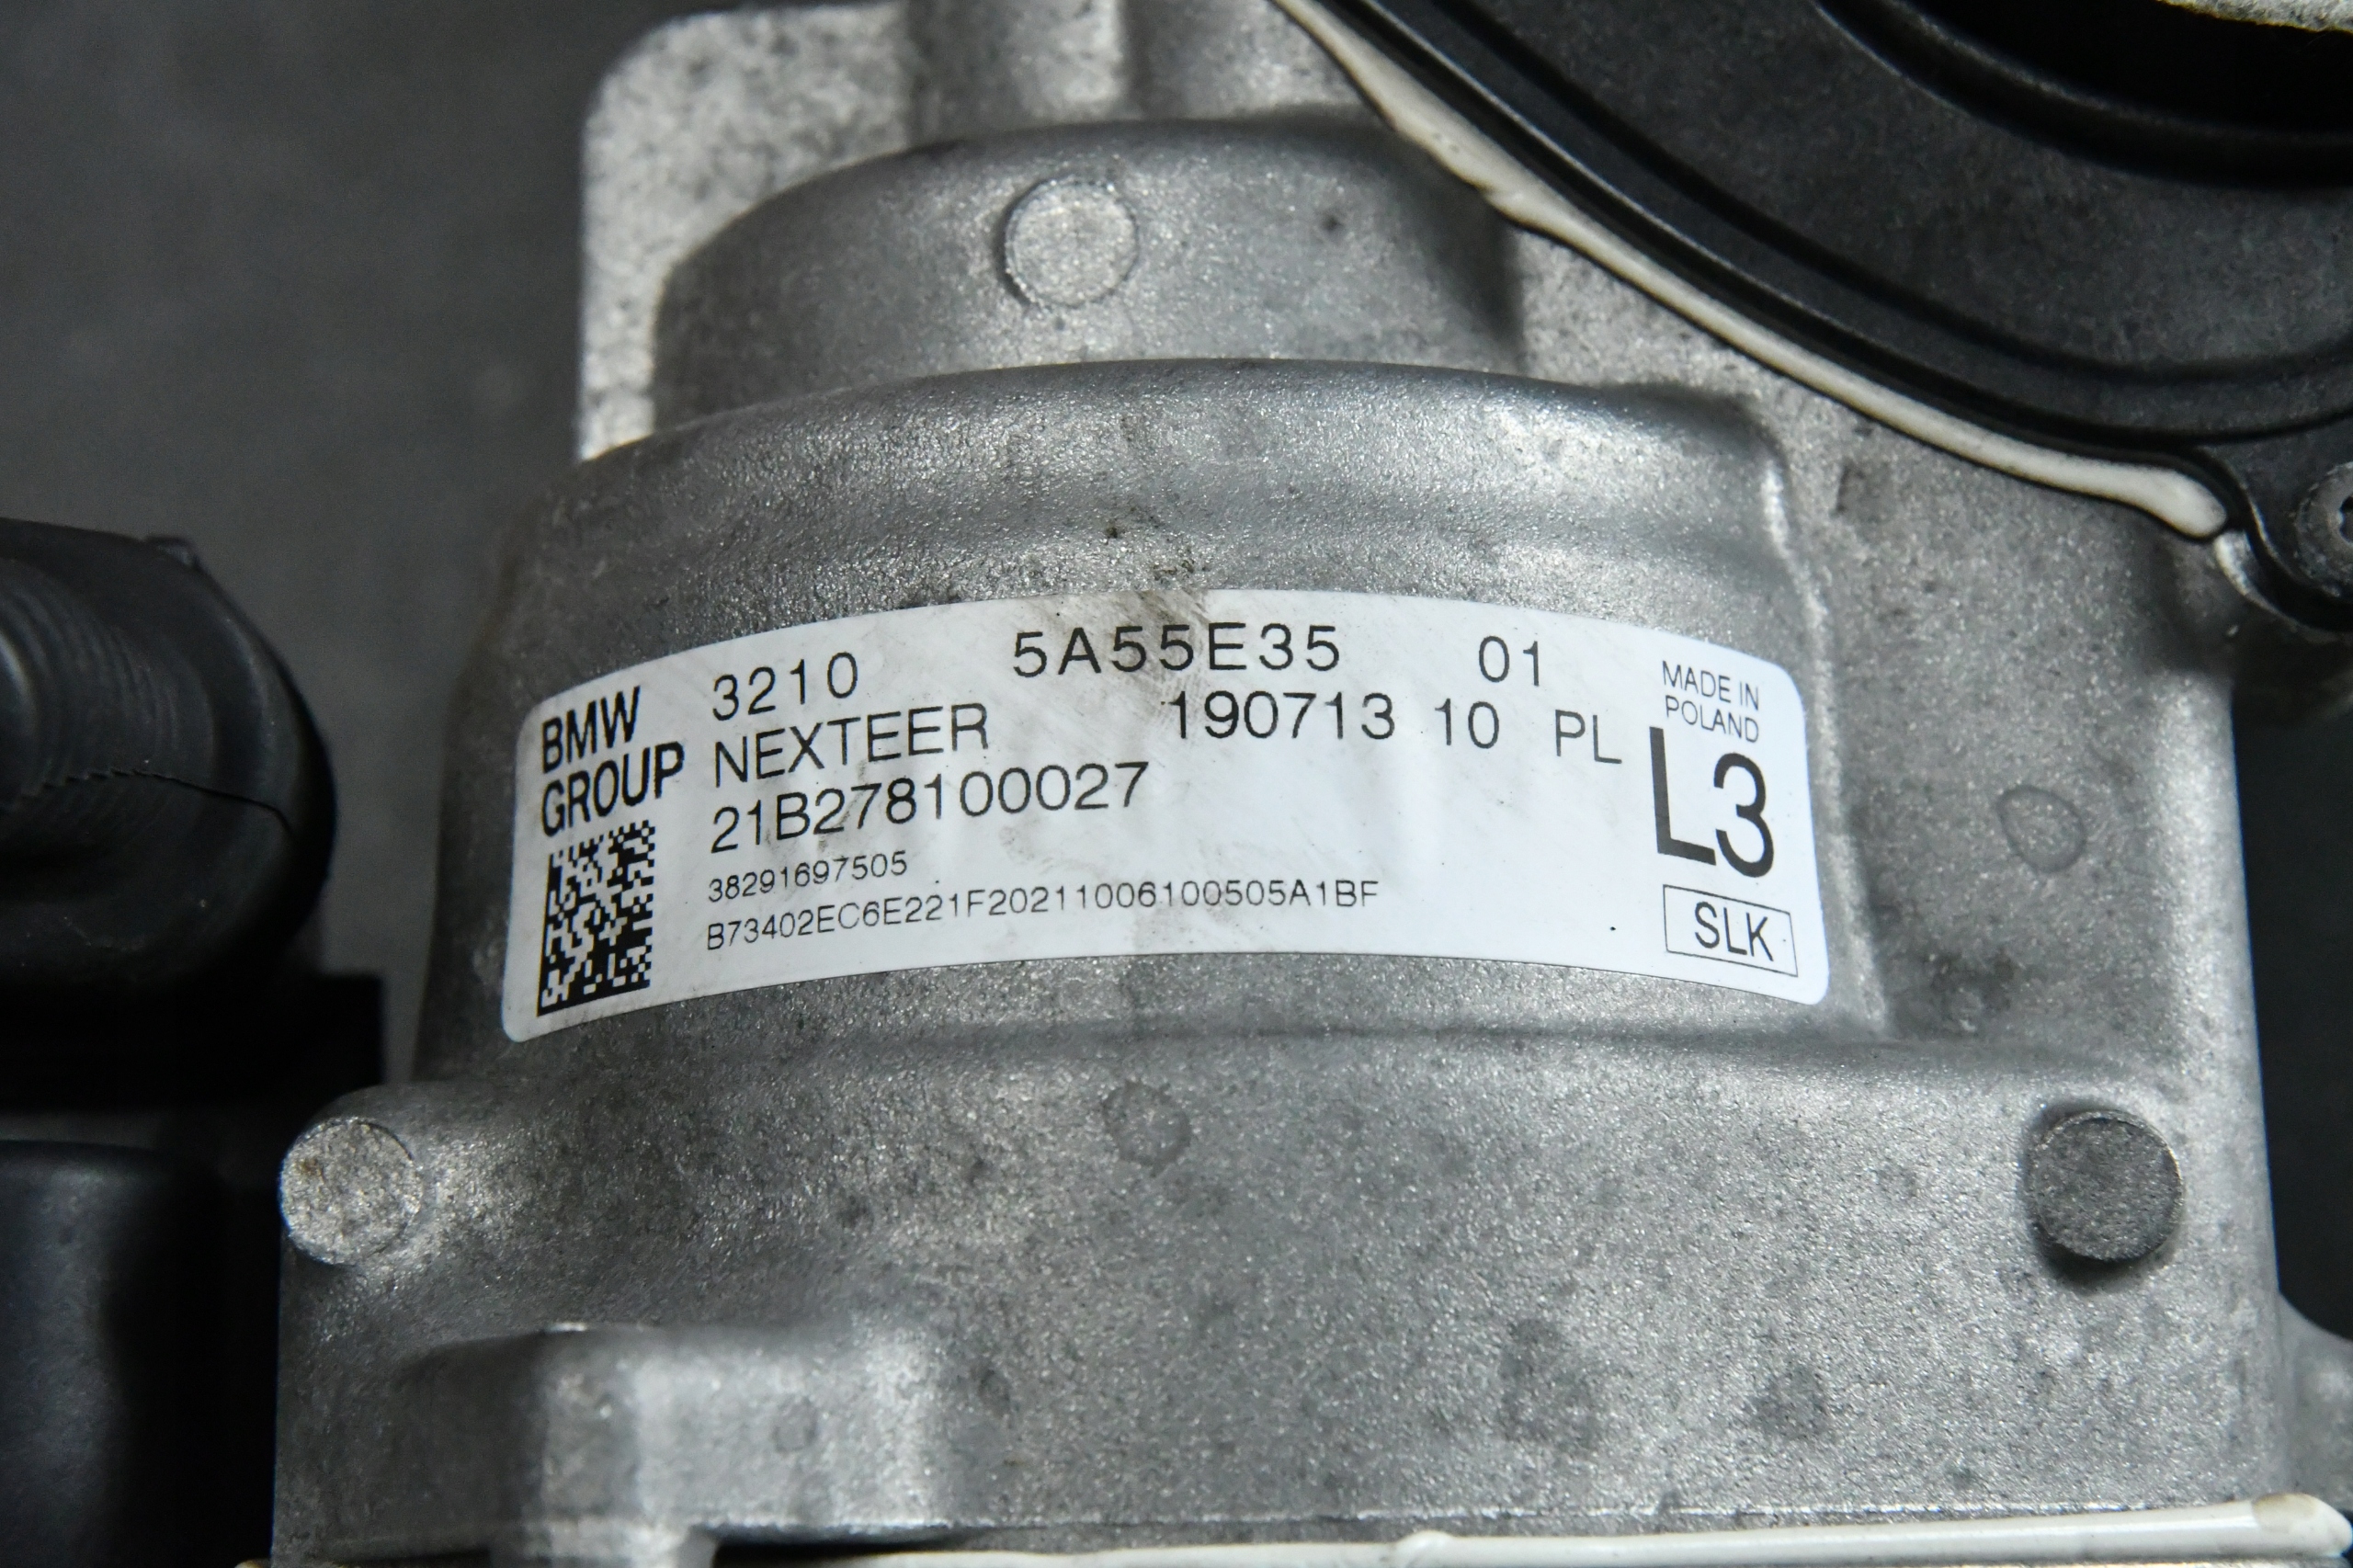 BMW
GROUP
3210 5A55E35 01
NEXTEER 190713 10 PL
21B278100027
38291697505
B73402EC6E221F20211006100505A1BF
MADE IN
POLAND
L3
SLK